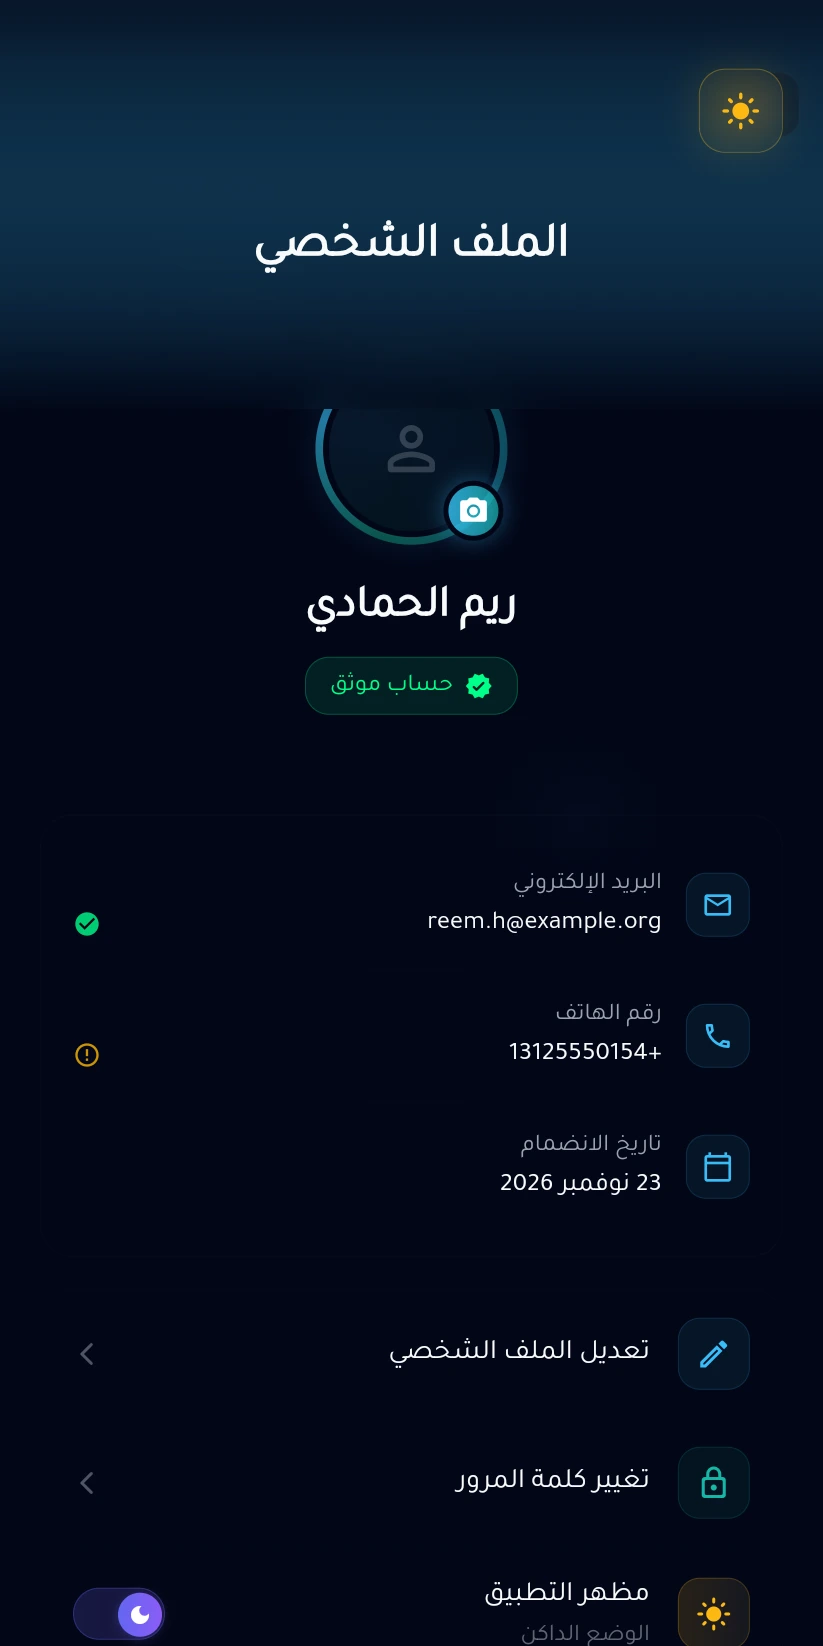 الملف الشخصي
ريم الحمادي
حساب موثق
البريد الإلكتروني
reem.h@example.org
رقم الهاتف
13125550154+
تاريخ الانضمام
23 نوفمبر 2026
تعديل الملف الشخصي
تغيير كلمة المرور
مظهر التطبيق
الوضع الداكن